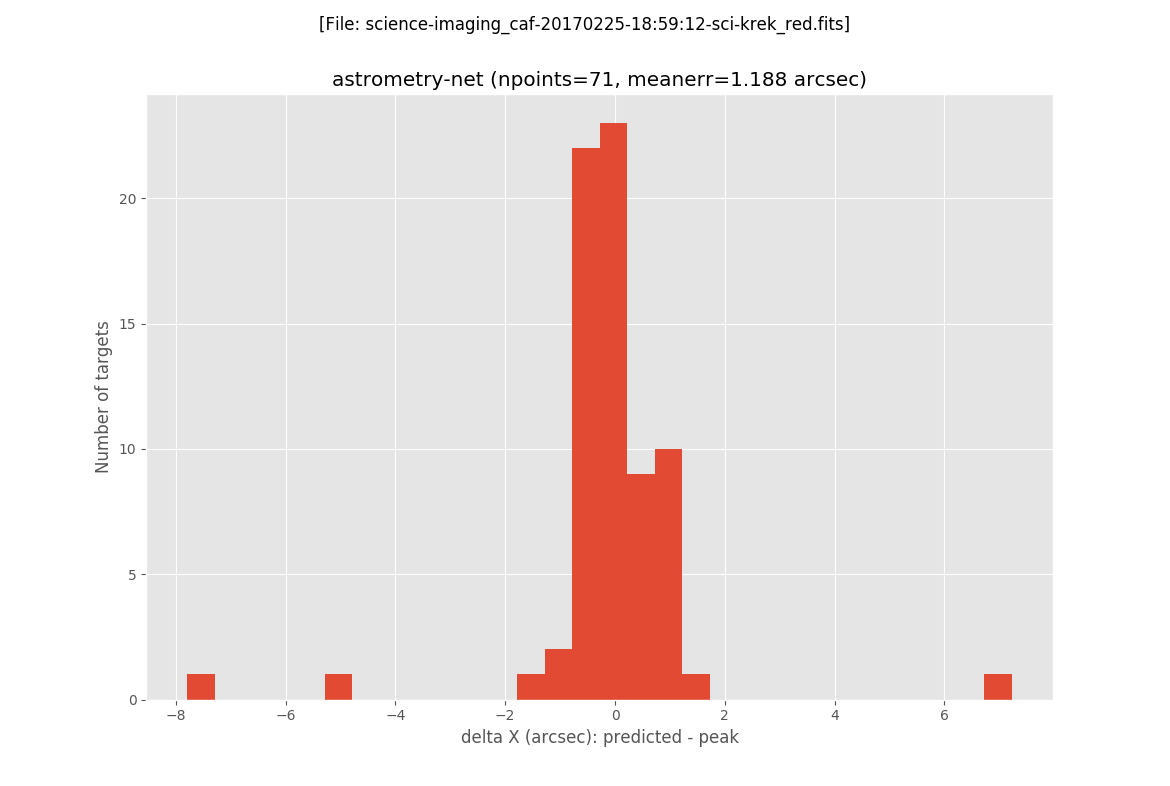 [File: science-imaging_caf-20170225-18:59:12-sci-krek_red.fits]
astrometry-net (npoints=71, meanerr=1.188 arcsec)
20
15
10
5
0
Number of targets
−8 −6 −4 −2 0 2 4 6
delta X (arcsec): predicted - peak